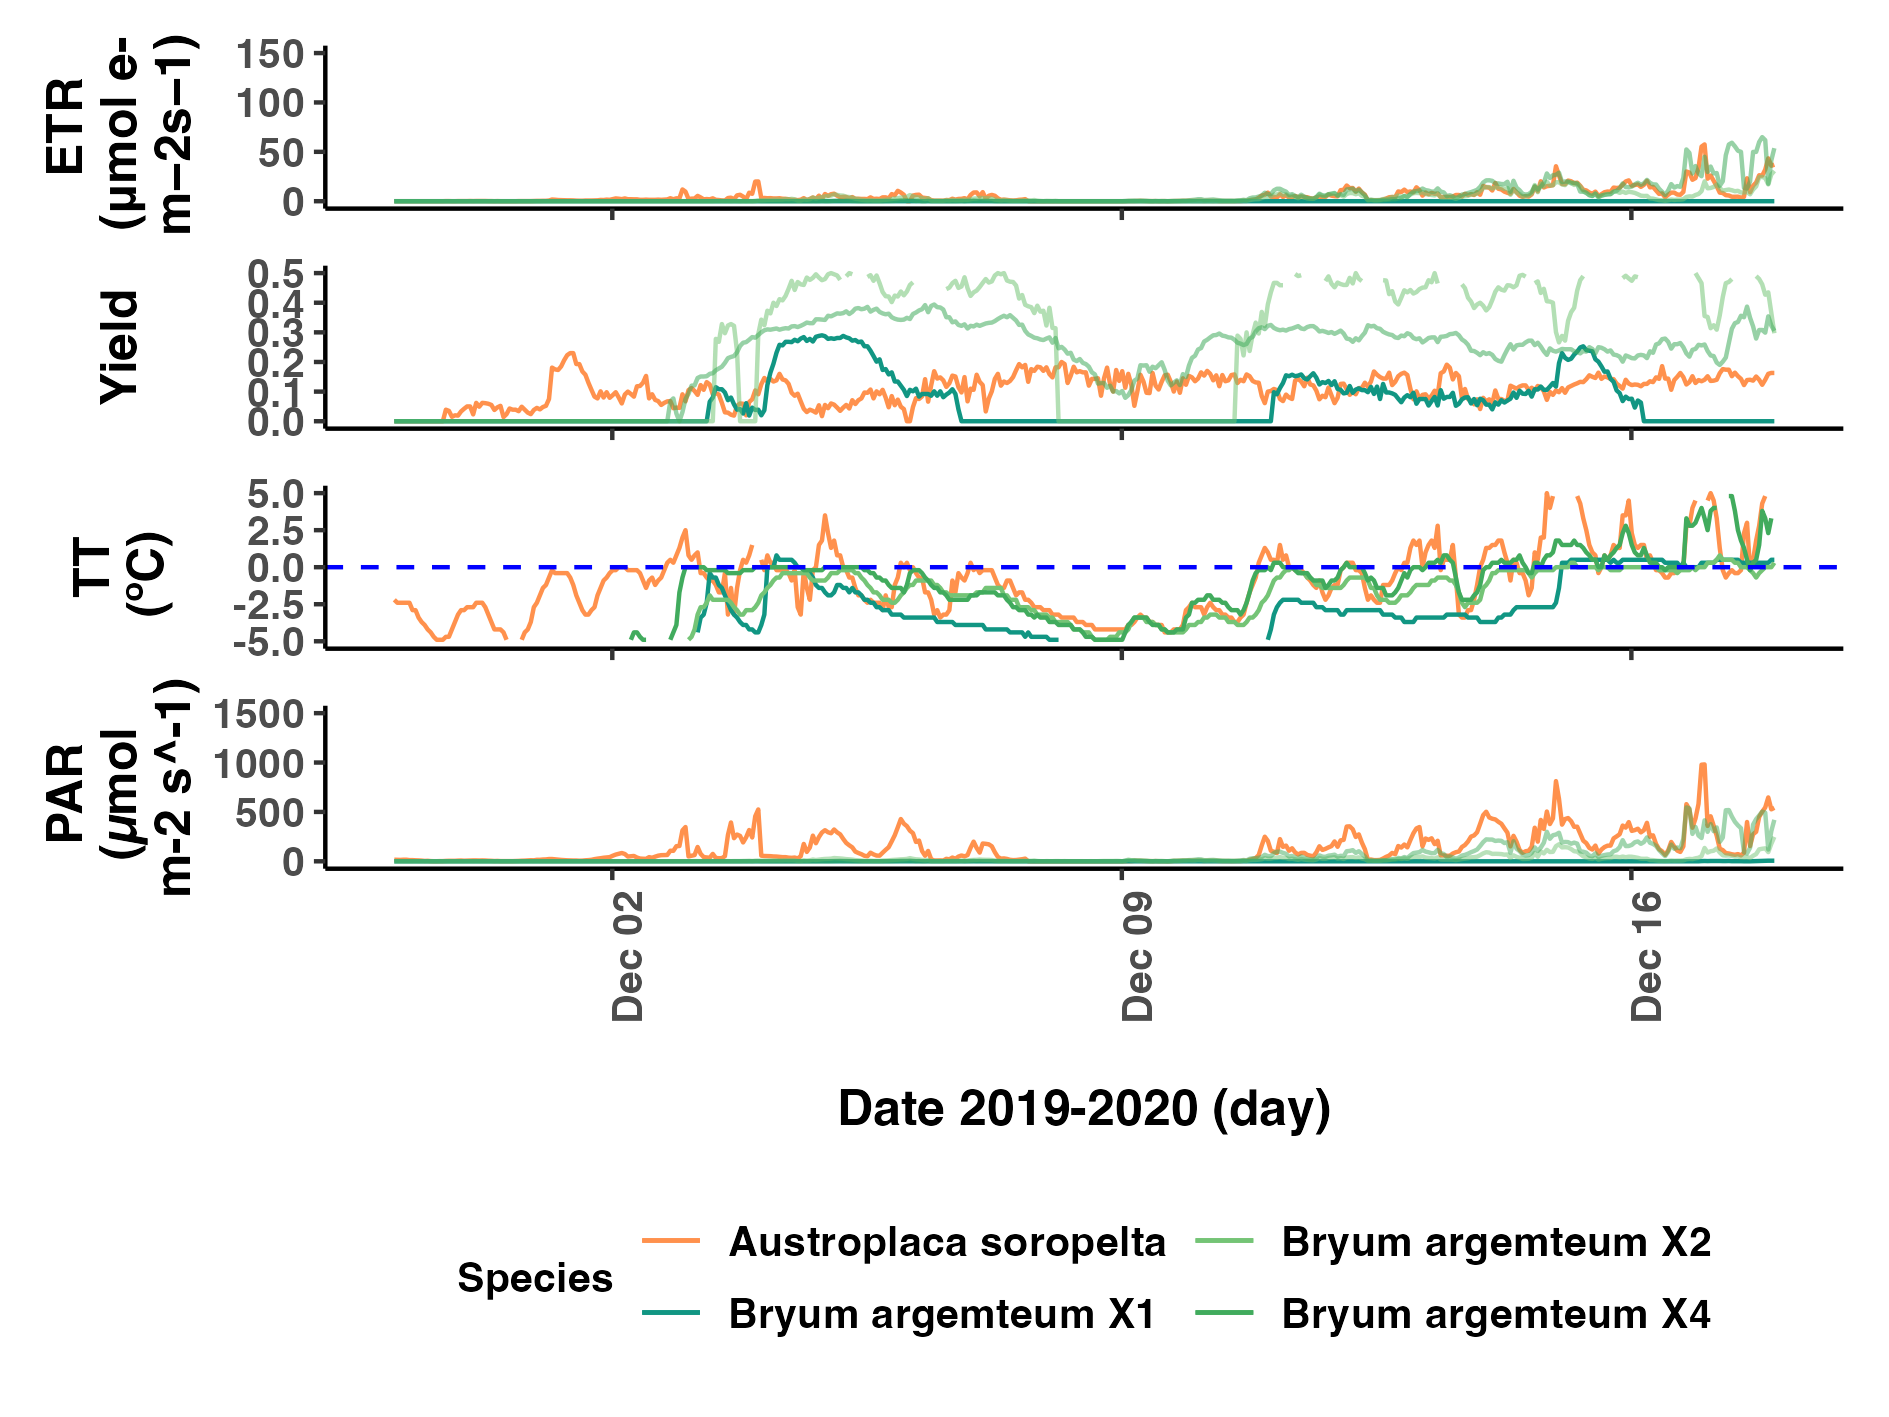 ETR
(µmol e-
m−2s−1)
150
100
50
0
Yield
0.5
0.4
0.3
0.2
0.1
0.0
TT
(ºC)
5.0
2.5
0.0
-2.5
-5.0
PAR
(µmol
m-2 s^-1)
1500
1000
500
0
Dec 02
Dec 09
Dec 16
Date 2019-2020 (day)
Species
Austroplaca soropelta
Bryum argemteum X2
Bryum argemteum X1
Bryum argemteum X4